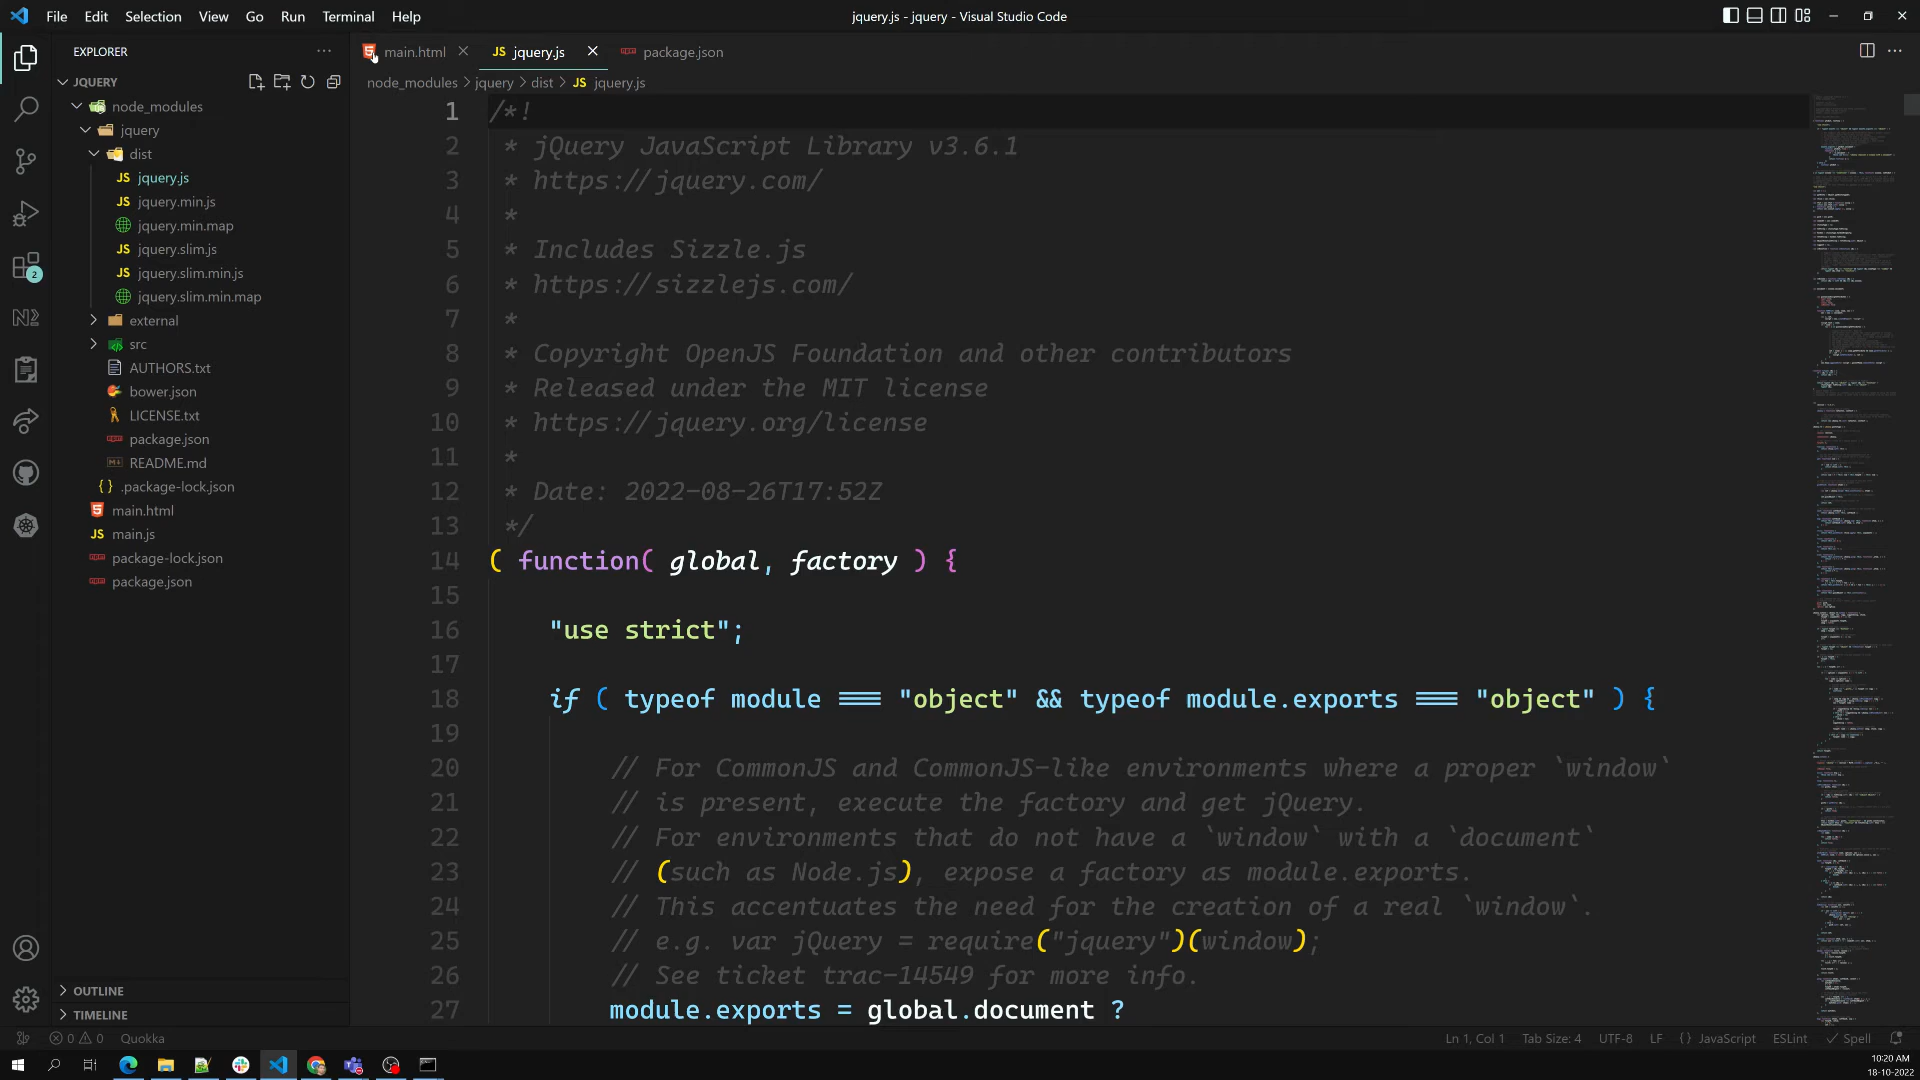 File Edit Selection View Go Run Terminal Help
jquery.js - jquery - Visual Studio Code
EXPLORER
JQUERY
node_modules
jquery
dist
JS jquery.js
JS jquery.min.js
jquery.min.map
JS jquery.slim.js
JS jquery.slim.min.js
jquery.slim.min.map
external
src
AUTHORS.txt
bower.json
LICENSE.txt
package.json
README.md
{} .package-lock.json
main.html
JS main.js
package-lock.json
package.json
OUTLINE
TIMELINE
2
main.html JS jquery.js package.json
node_modules > jquery > dist > JS jquery.js
1 /*!
2 * jQuery JavaScript Library v3.6.1
3 * https://jquery.com/
4 *
5 * Includes Sizzle.js
6 * https://sizzlejs.com/
7 *
8 * Copyright OpenJS Foundation and other contributors
9 * Released under the MIT license
10 * https://jquery.org/license
11 *
12 * Date: 2022-08-26T17:52Z
13 */
14 ( function( global, factory ) {
15
16 "use strict";
17
18 if ( typeof module === "object" && typeof module.exports === "object" ) {
19
20 // For CommonJS and CommonJS-like environments where a proper `window`
21 // is present, execute the factory and get jQuery.
22 // For environments that do not have a `window` with a `document`
23 // (such as Node.js), expose a factory as module.exports.
24 // This accentuates the need for the creation of a real `window`.
25 // e.g. var jQuery = require("jquery")(window);
26 // See ticket trac-14549 for more info.
27 module.exports = global.document ?
0 0 Quokka
Ln 1, Col 1 Tab Size: 4 UTF-8 LF {} JavaScript ESLint Spell
10:20 AM
18-10-2022